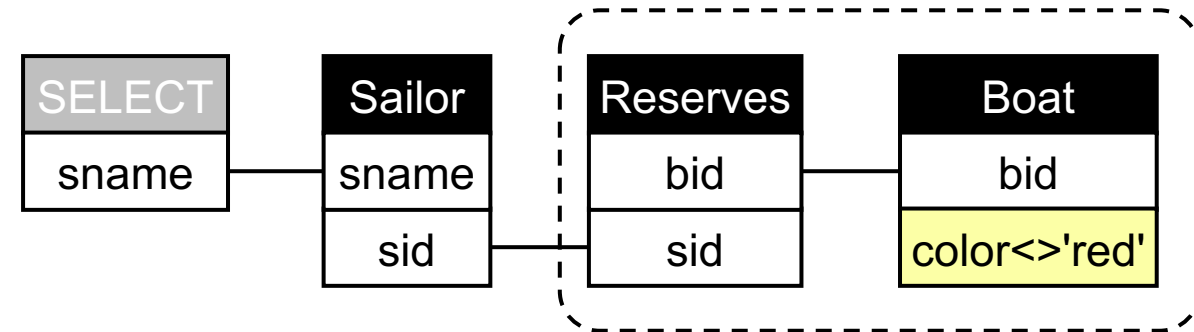 SELECT
sname
Sailor
sname
sid
Reserves
bid
sid
Boat
bid
color<>'red'